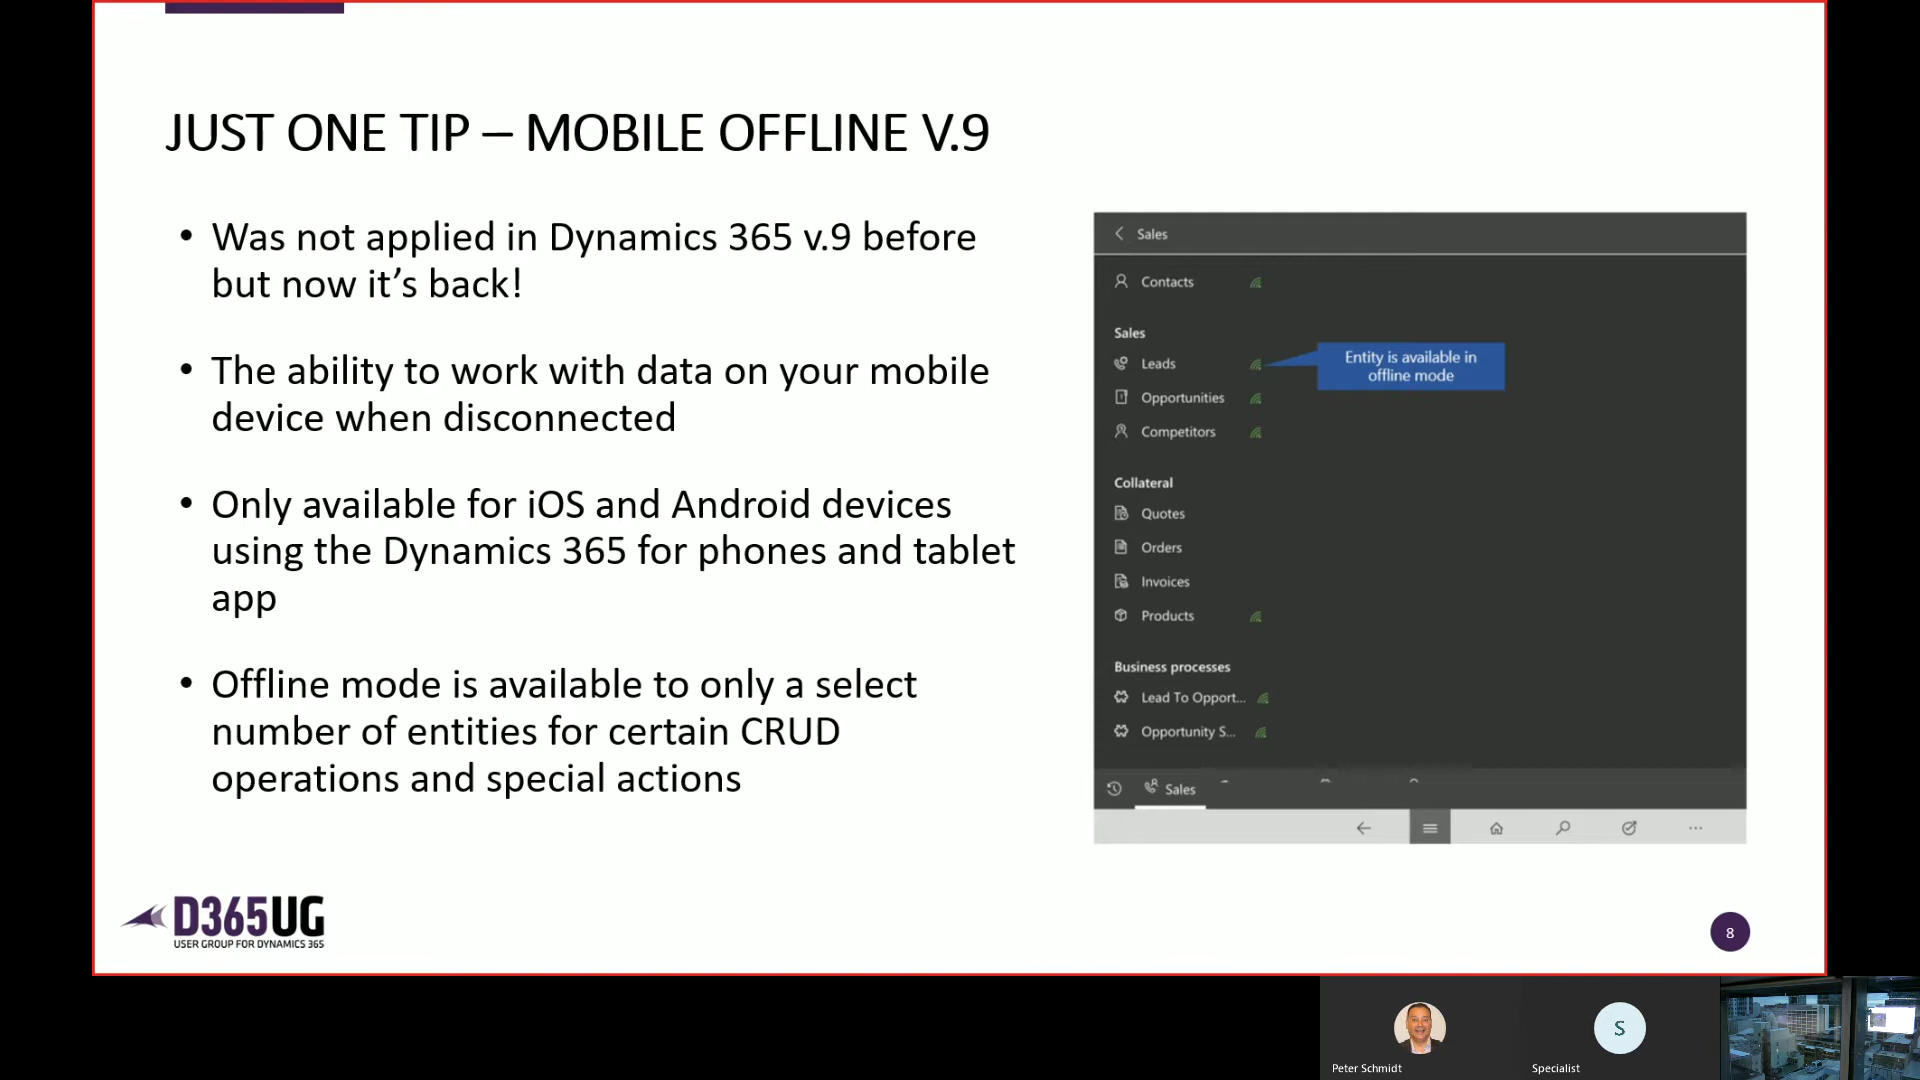 JUST ONE TIP – MOBILE OFFLINE V.9
• Was not applied in Dynamics 365 v.9 before
but now it’s back!
• The ability to work with data on your mobile
device when disconnected
• Only available for iOS and Android devices
using the Dynamics 365 for phones and tablet
app
• Offline mode is available to only a select
number of entities for certain CRUD
operations and special actions
Sales
Contacts
Sales
Leads
Entity is available in
offline mode
Opportunities
Competitors
Collateral
Quotes
Orders
Invoices
Products
Business processes
Lead To Opport...
Opportunity S...
Sales
D365UG
USER GROUP FOR DYNAMICS 365
8
S
Peter Schmidt
Specialist